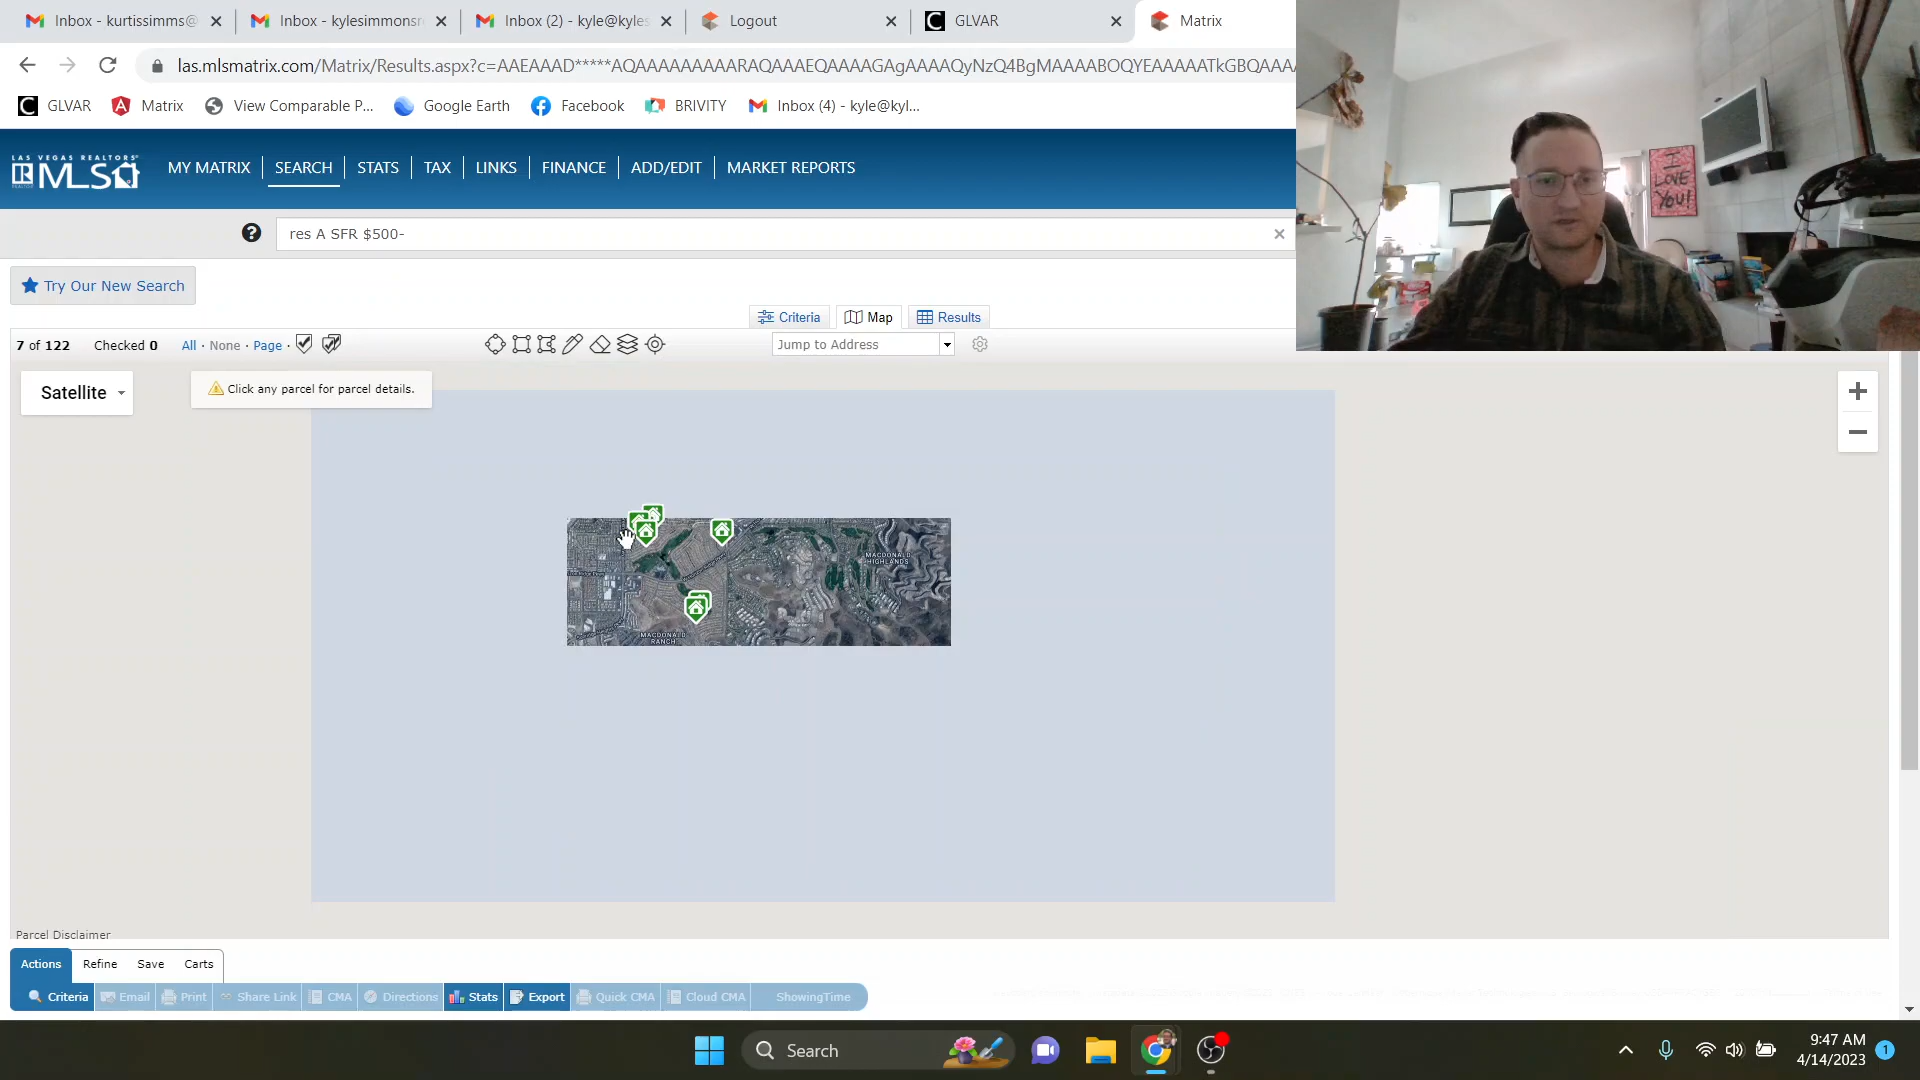 Inbox - kurtissimms@
Inbox - kylesimmonsr
Inbox (2) - kyle@kyles
Logout
GLVAR
Matrix
las.mlsmatrix.com/Matrix/Results.aspx?c=AAEAAAD*****AQAAAAAAAAARAQAAAEQAAAAGAgAAAAQyNzQ4BgMAAAABOQYEAAAAATkGBQAAA
GLVAR
Matrix
View Comparable P...
Google Earth
Facebook
BRIVITY
Inbox (4) - kyle@kyl...
LAS VEGAS REALTORS®
MLS
MY MATRIX
SEARCH
STATS
TAX
LINKS
FINANCE
ADD/EDIT
MARKET REPORTS
res A SFR $500-
Try Our New Search
Criteria
Map
Results
7 of 122
Checked 0
All · None · Page ·
Jump to Address
Satellite
Click any parcel for parcel details.
I
LOVE
YOU!
MACDONALD
HIGHLANDS
MACDONALD
RANCH
Parcel Disclaimer
Actions
Refine
Save
Carts
Criteria
Email
Print
Share Link
CMA
Directions
Stats
Export
Quick CMA
Cloud CMA
ShowingTime
Search
9:47 AM
4/14/2023
1